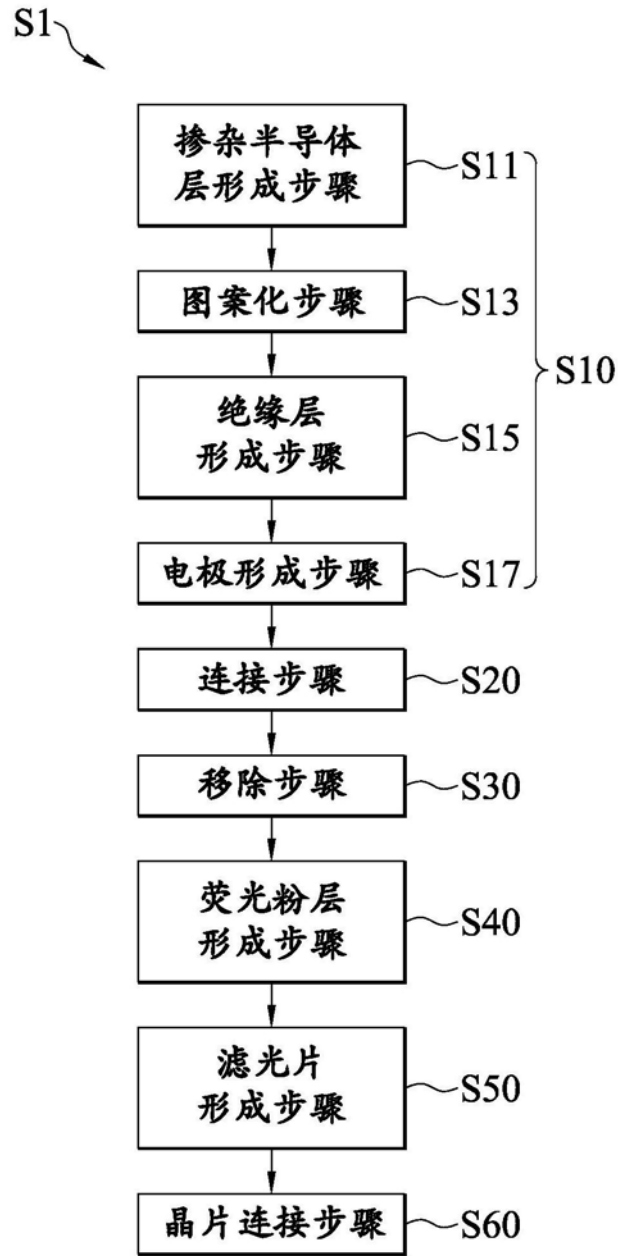 S1
掺杂半导体
层形成步骤
S11
图案化步骤
S13
S10
绝缘层
形成步骤
S15
电极形成步骤
S17
连接步骤
S20
移除步骤
S30
荧光粉层
形成步骤
S40
滤光片
形成步骤
S50
晶片连接步骤
S60